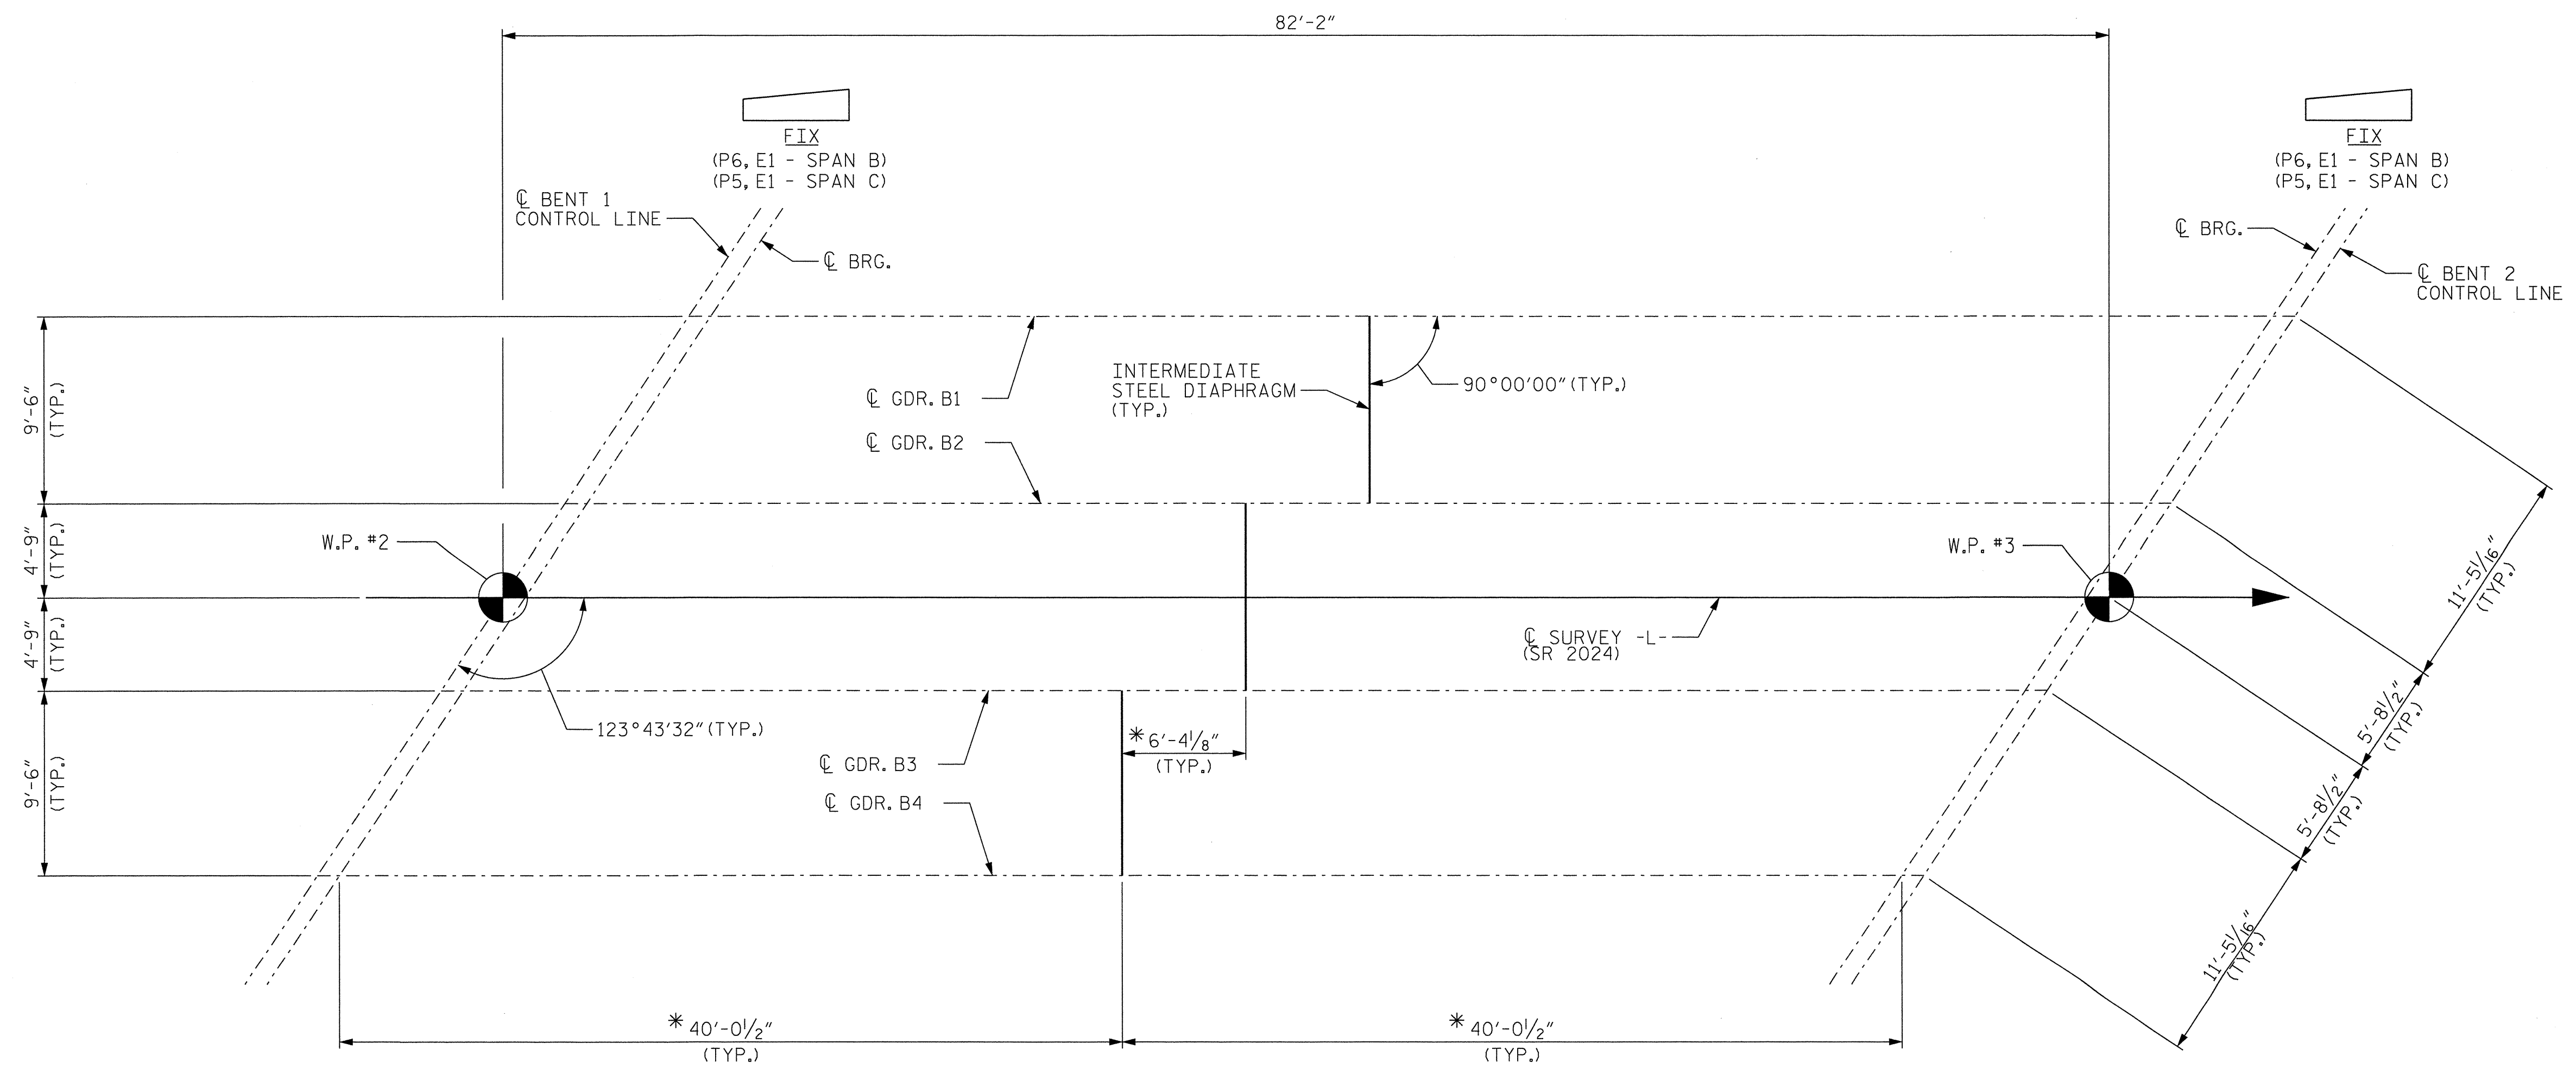 82'-2"
FIX
(P6, E1 - SPAN B)
(P5, E1 - SPAN C)
℄ BENT 1
CONTROL LINE
℄ BRG.
FIX
(P6, E1 - SPAN B)
(P5, E1 - SPAN C)
℄ BRG.
℄ BENT 2
CONTROL LINE
9'-6"
(TYP.)
4'-9"
(TYP.)
4'-9"
(TYP.)
9'-6"
(TYP.)
℄ GDR. B1
INTERMEDIATE
STEEL DIAPHRAGM
(TYP.)
90°00'00" (TYP.)
℄ GDR. B2
W.P. #2
W.P. #3
℄ SURVEY -L-
(SR 2024)
123°43'32" (TYP.)
* 6'-4 1/8"
(TYP.)
℄ GDR. B3
℄ GDR. B4
11'-5 1/16"
(TYP.)
5'-8 1/2"
(TYP.)
5'-8 1/2"
(TYP.)
11'-5 1/16"
(TYP.)
* 40'-0 1/2"
(TYP.)
* 40'-0 1/2"
(TYP.)